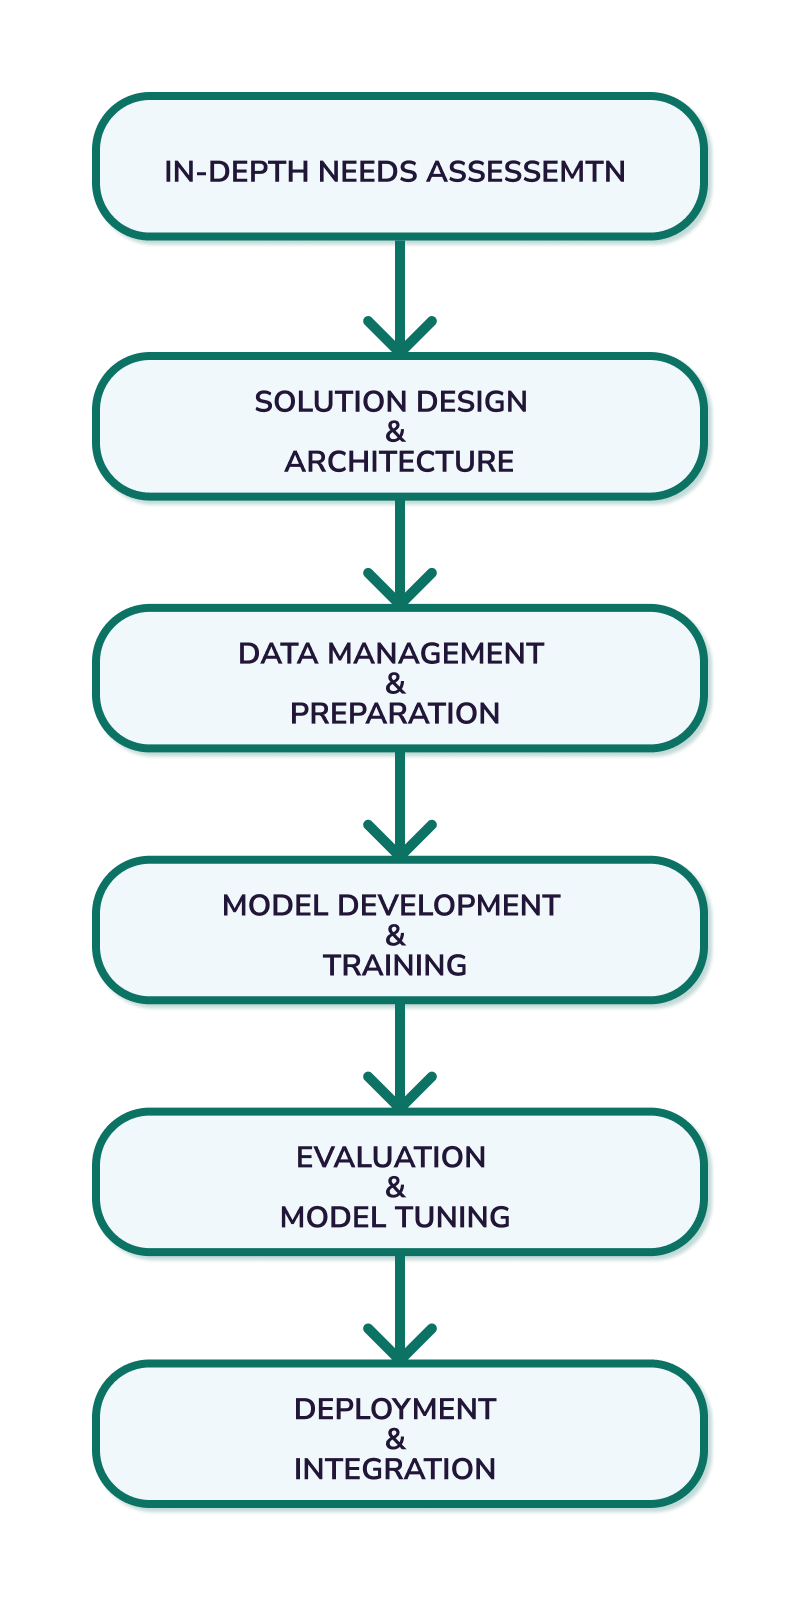 IN-DEPTH NEEDS ASSESSEMTN
SOLUTION DESIGN
&
ARCHITECTURE
DATA MANAGEMENT
&
PREPARATION
MODEL DEVELOPMENT
&
TRAINING
EVALUATION
&
MODEL TUNING
DEPLOYMENT
&
INTEGRATION